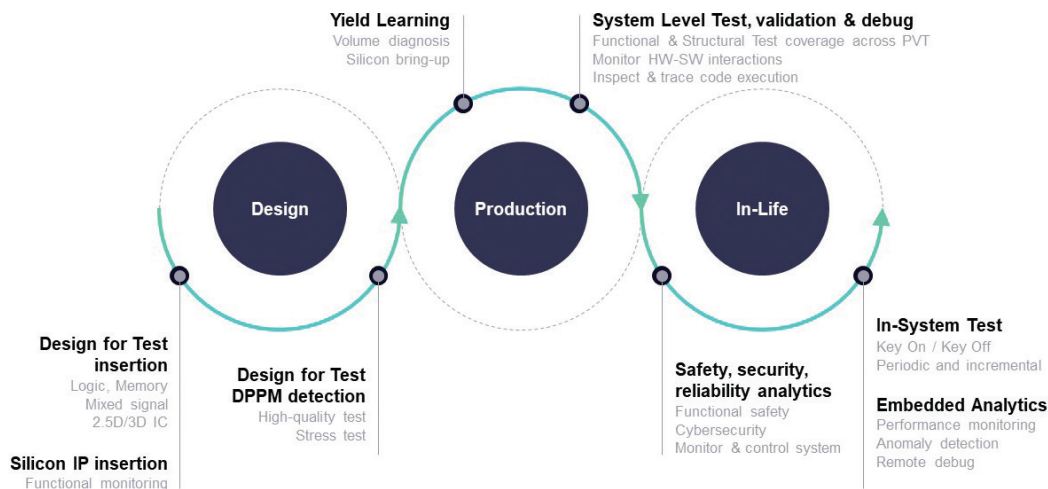 Yield Learning
Volume diagnosis
Silicon bring-up
System Level Test, validation & debug
Functional & Structural Test coverage across PVT
Monitor HW-SW interactions
Inspect & trace code execution
Design
Production
In-Life
Design for Test
insertion
Logic, Memory
Mixed signal
2.5D/3D IC
Silicon IP insertion
Functional monitoring
Design for Test
DPPM detection
High-quality test
Stress test
Safety, security,
reliability analytics
Functional safety
Cybersecurity
Monitor & control system
In-System Test
Key On / Key Off
Periodic and incremental
Embedded Analytics
Performance monitoring
Anomaly detection
Remote debug